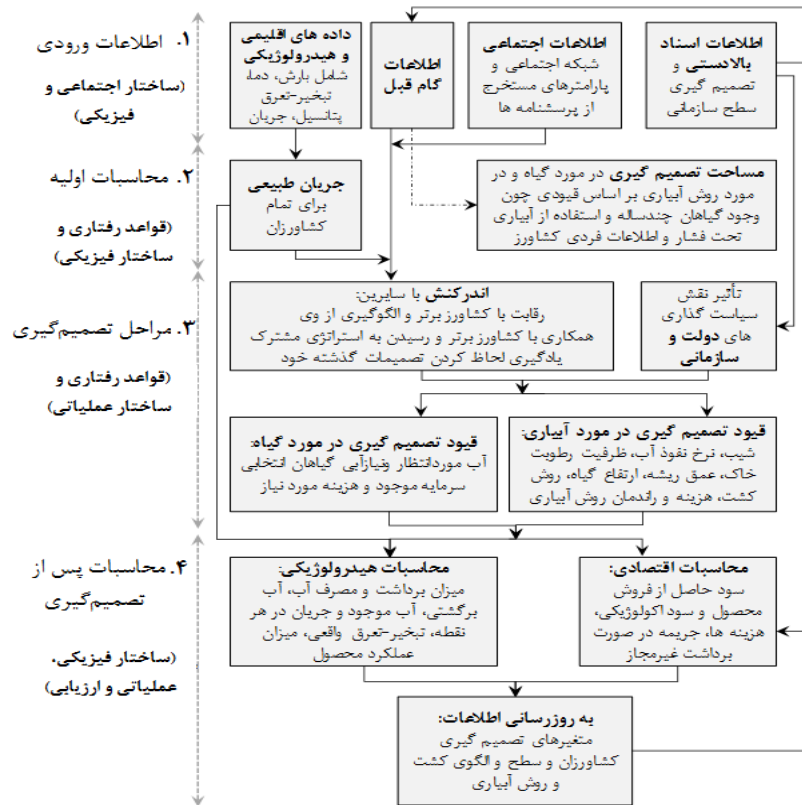 ۱. اطلاعات ورودی
(ساختار اجتماعی و
فیزیکی)
داده های اقلیمی
و هیدرولوژیکی
شامل بارش، دما،
تبخیر-تعرق
پتانسیل، جریان
اطلاعات
گام قبل
اطلاعات اجتماعی
شبکه اجتماعی و
پارامترهای مستخرج
از پرسشنامه ها
اطلاعات اسناد
بالادستی و
تصمیم گیری
سطح سازمانی
۲. محاسبات اولیه
(قواعد رفتاری و
ساختار فیزیکی)
جریان طبیعی
برای تمام
کشاورزان
مساحت تصمیم گیری در مورد گیاه و در
مورد روش آبیاری بر اساس قیودی چون
وجود گیاهان چندساله و استفاده از آبیاری
تحت فشار و اطلاعات فردی کشاورز
۳. مراحل تصمیم‌گیری
(قواعد رفتاری و
ساختار عملیاتی)
اندرکنش با سایرین:
رقابت با کشاورز برتر و الگوگیری از وی
همکاری با کشاورز برتر و رسیدن به استراتژی مشترک
یادگیری لحاظ کردن تصمیمات گذشته خود
تأثیر نقش
سیاست گذاری
های دولت و
سازمانی
قیود تصمیم گیری در مورد گیاه:
آب موردانتظار ونیازآبی گیاهان انتخابی
سرمایه موجود و هزینه مورد نیاز
قیود تصمیم گیری در مورد آبیاری:
شیب، نرخ نفوذ آب، ظرفیت رطوبت
خاک، عمق ریشه، ارتفاع گیاه، روش
کشت، هزینه و راندمان روش آبیاری
۴. محاسبات پس از
تصمیم‌گیری
(ساختار فیزیکی،
عملیاتی و ارزیابی)
محاسبات هیدرولوژیکی:
میزان برداشت و مصرف آب، آب
برگشتی، آب موجود و جریان در هر
نقطه، تبخیر-تعرق واقعی، میزان
عملکرد محصول
محاسبات اقتصادی:
سود حاصل از فروش
محصول و سود اکولوژیکی،
هزینه ها، جریمه در صورت
برداشت غیرمجاز
به روزرسانی اطلاعات:
متغیرهای تصمیم گیری
کشاورزان و سطح و الگوی کشت
و روش آبیاری